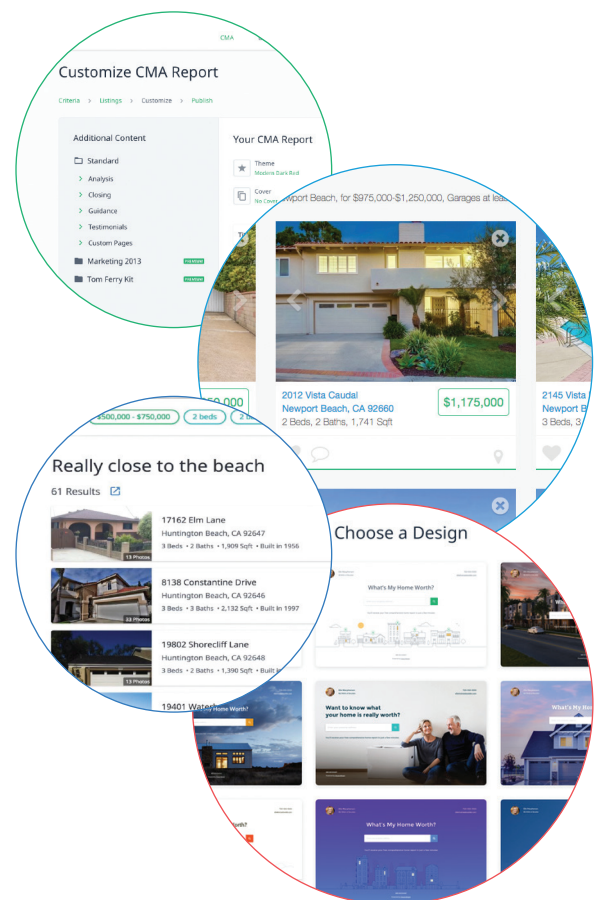 CMA
Customize CMA Report
Criteria > Listings > Customize > Publish
Additional Content
Standard
> Analysis
> Closing
> Guidance
> Testimonials
> Custom Pages
Marketing 2013
Tom Ferry Kit
Your CMA Report
Theme
Modern Dark Red
Cover
No Cover
wport Beach, for $975,000-$1,250,000, Garages at leas
2012 Vista Caudal
Newport Beach, CA 92660
2 Beds, 2 Baths, 1,741 Sqft
$1,175,000
2145 Vista
Newport B
3 Beds, 3
$500,000 - $750,000
2 beds
Really close to the beach
61 Results
17162 Elm Lane
Huntington Beach, CA 92647
3 Beds • 2 Baths • 1,909 Sqft • Built in 1956
13 Photos
8138 Constantine Drive
Huntington Beach, CA 92646
3 Beds • 3 Baths • 2,132 Sqft • Built in 1997
33 Photos
19802 Shorecliff Lane
Huntington Beach, CA 92648
3 Beds • 2 Baths • 1,390 Sqft • Built in
19401 Water
Choose a Design
What's My Home Worth?
My Home Worth?
Want to know what
your home is really worth?
What's My Ho
What's My Home Worth?